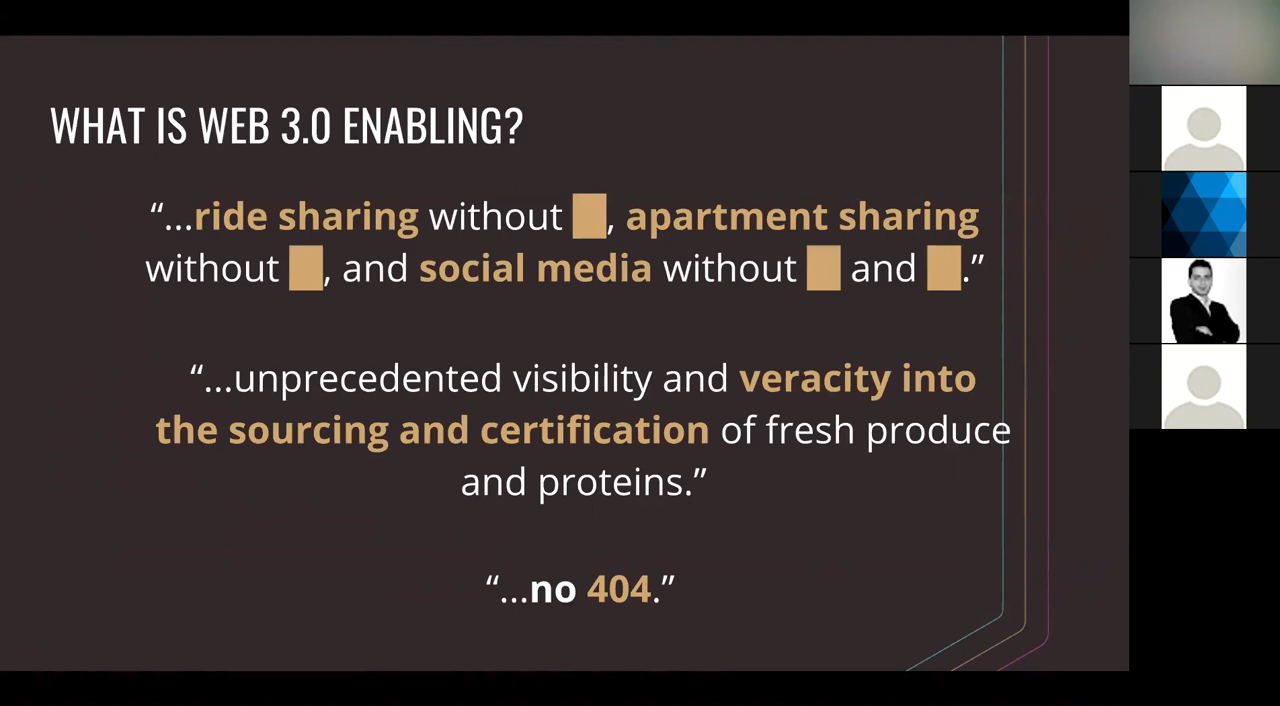 WHAT IS WEB 3.0 ENABLING?
“...ride sharing without █, apartment sharing
without █, and social media without █ and █.”
“...unprecedented visibility and veracity into
the sourcing and certification of fresh produce
and proteins.”
“...no 404.”